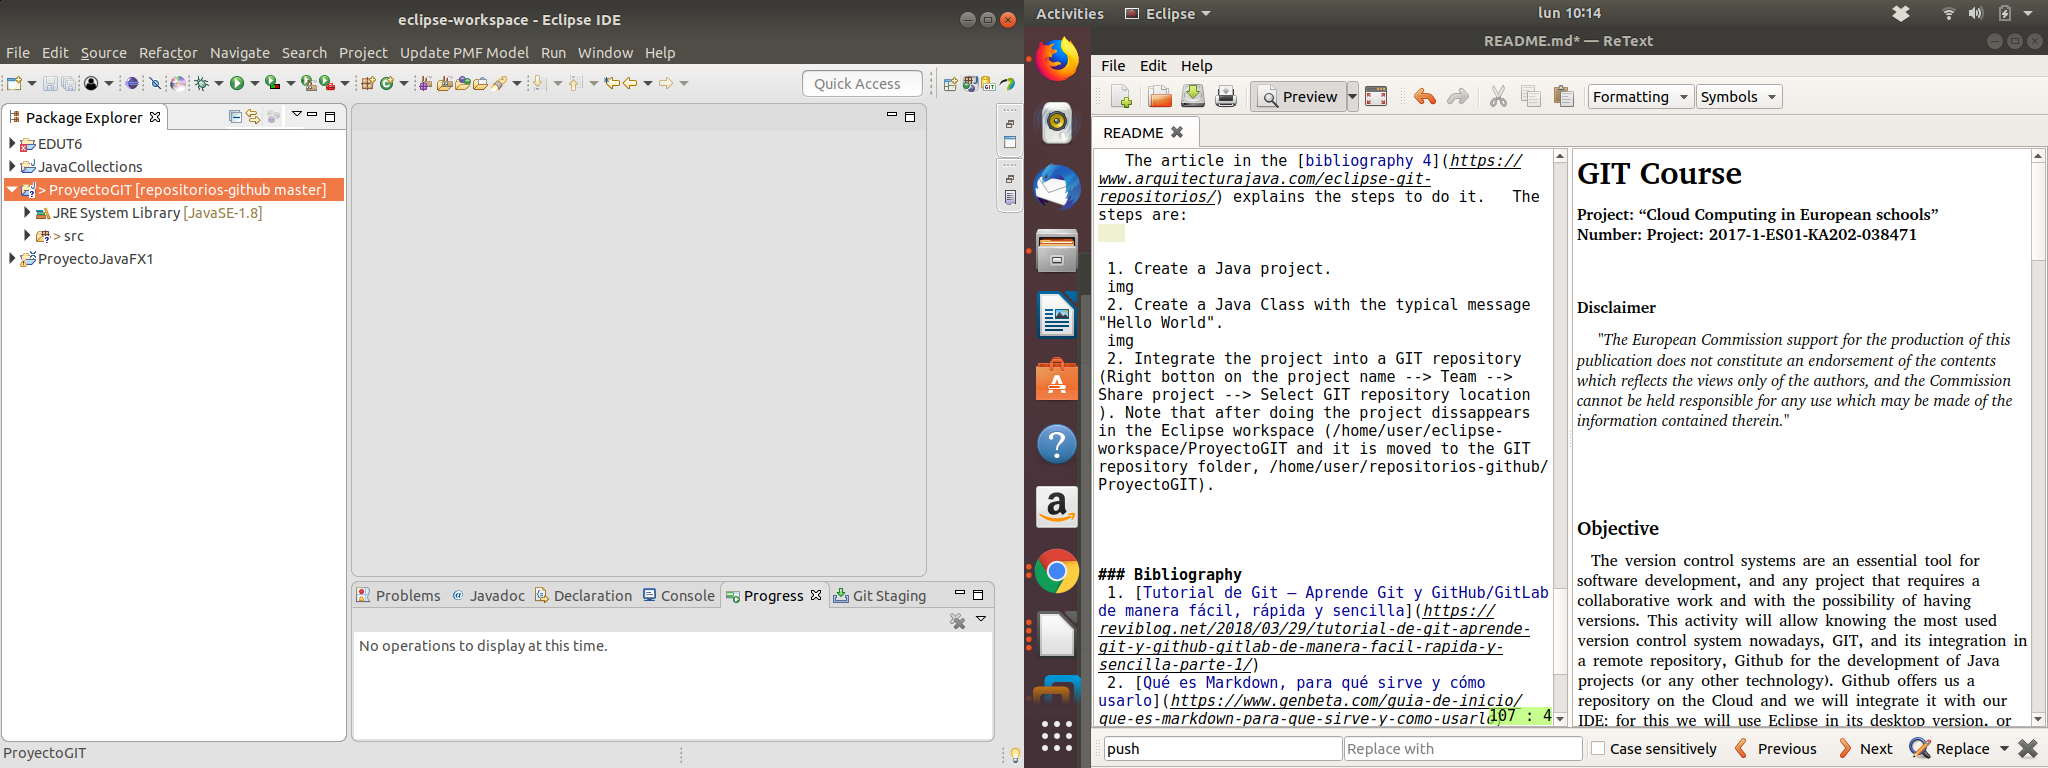 eclipse-workspace - Eclipse IDE
File Edit Source Refactor Navigate Search Project Update PMF Model Run Window Help
Quick Access
GIT
Package Explorer
EDUT6
JavaCollections
> ProyectoGIT [repositorios-github master]
JRE System Library [JavaSE-1.8]
> src
ProyectoJavaFX1
Problems @ Javadoc Declaration Console Progress Git Staging
No operations to display at this time.
ProyectoGIT
Activities Eclipse lun 10:14
README.md* — ReText
File Edit Help
Preview Formatting Symbols
README
The article in the [bibliography 4](https://
www.arquitecturajava.com/eclipse-git-
repositorios/) explains the steps to do it.   The
steps are:
1. Create a Java project.
img
2. Create a Java Class with the typical message
"Hello World".
img
2. Integrate the project into a GIT repository
(Right botton on the project name --> Team -->
Share project --> Select GIT repository location
). Note that after doing the project dissappears
in the Eclipse workspace (/home/user/eclipse-
workspace/ProyectoGIT and it is moved to the GIT
repository folder, /home/user/repositorios-github/
ProyectoGIT).
### Bibliography
1. [Tutorial de Git – Aprende Git y GitHub/GitLab
de manera fácil, rápida y sencilla](https://
reviblog.net/2018/03/29/tutorial-de-git-aprende-
git-y-github-gitlab-de-manera-facil-rapida-y-
sencilla-parte-1/)
2. [Qué es Markdown, para qué sirve y cómo
usarlo](https://www.genbeta.com/guia-de-inicio/
que-es-markdown-para-que-sirve-y-como-usarlo)
107 : 4
GIT Course
Project: “Cloud Computing in European schools”
Number: Project: 2017-1-ES01-KA202-038471
Disclaimer
"The European Commission support for the production of this
publication does not constitute an endorsement of the contents
which reflects the views only of the authors, and the Commission
cannot be held responsible for any use which may be made of the
information contained therein."
Objective
The version control systems are an essential tool for
software development, and any project that requires a
collaborative work and with the possibility of having
versions. This activity will allow knowing the most used
version control system nowadays, GIT, and its integration in
a remote repository, Github for the development of Java
projects (or any other technology). Github offers us a
repository on the Cloud and we will integrate it with our
IDE: for this we will use Eclipse in its desktop version, or
push Replace with Case sensitively Previous Next Replace